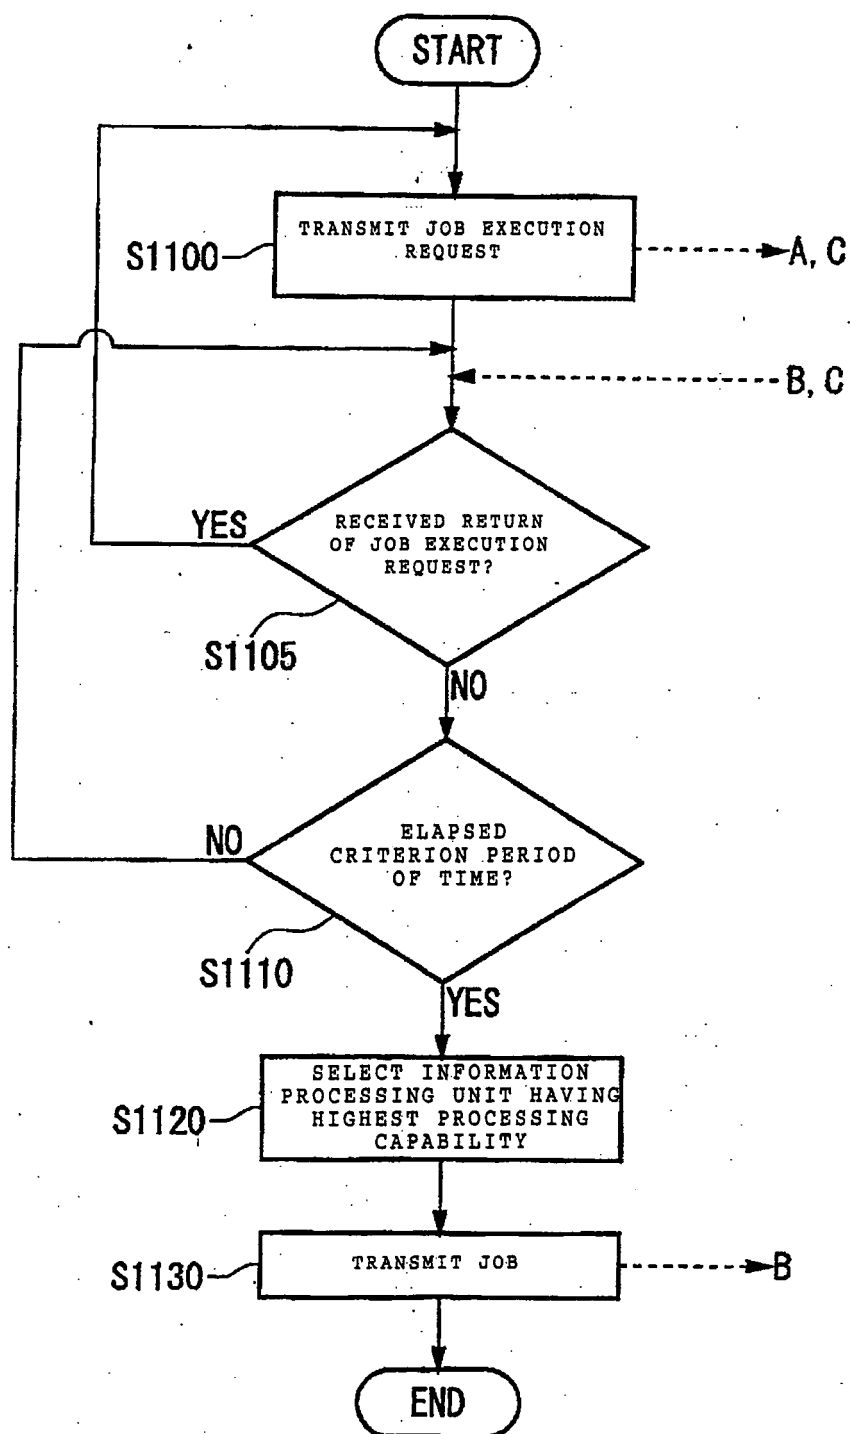 START
TRANSMIT JOB EXECUTION
REQUEST
S1100
A, C
B, C
YES
RECEIVED RETURN
OF JOB EXECUTION
REQUEST?
S1105
NO
NO
ELAPSED
CRITERION PERIOD
OF TIME?
S1110
YES
SELECT INFORMATION
PROCESSING UNIT HAVING
HIGHEST PROCESSING
CAPABILITY
S1120
TRANSMIT JOB
S1130
B
END